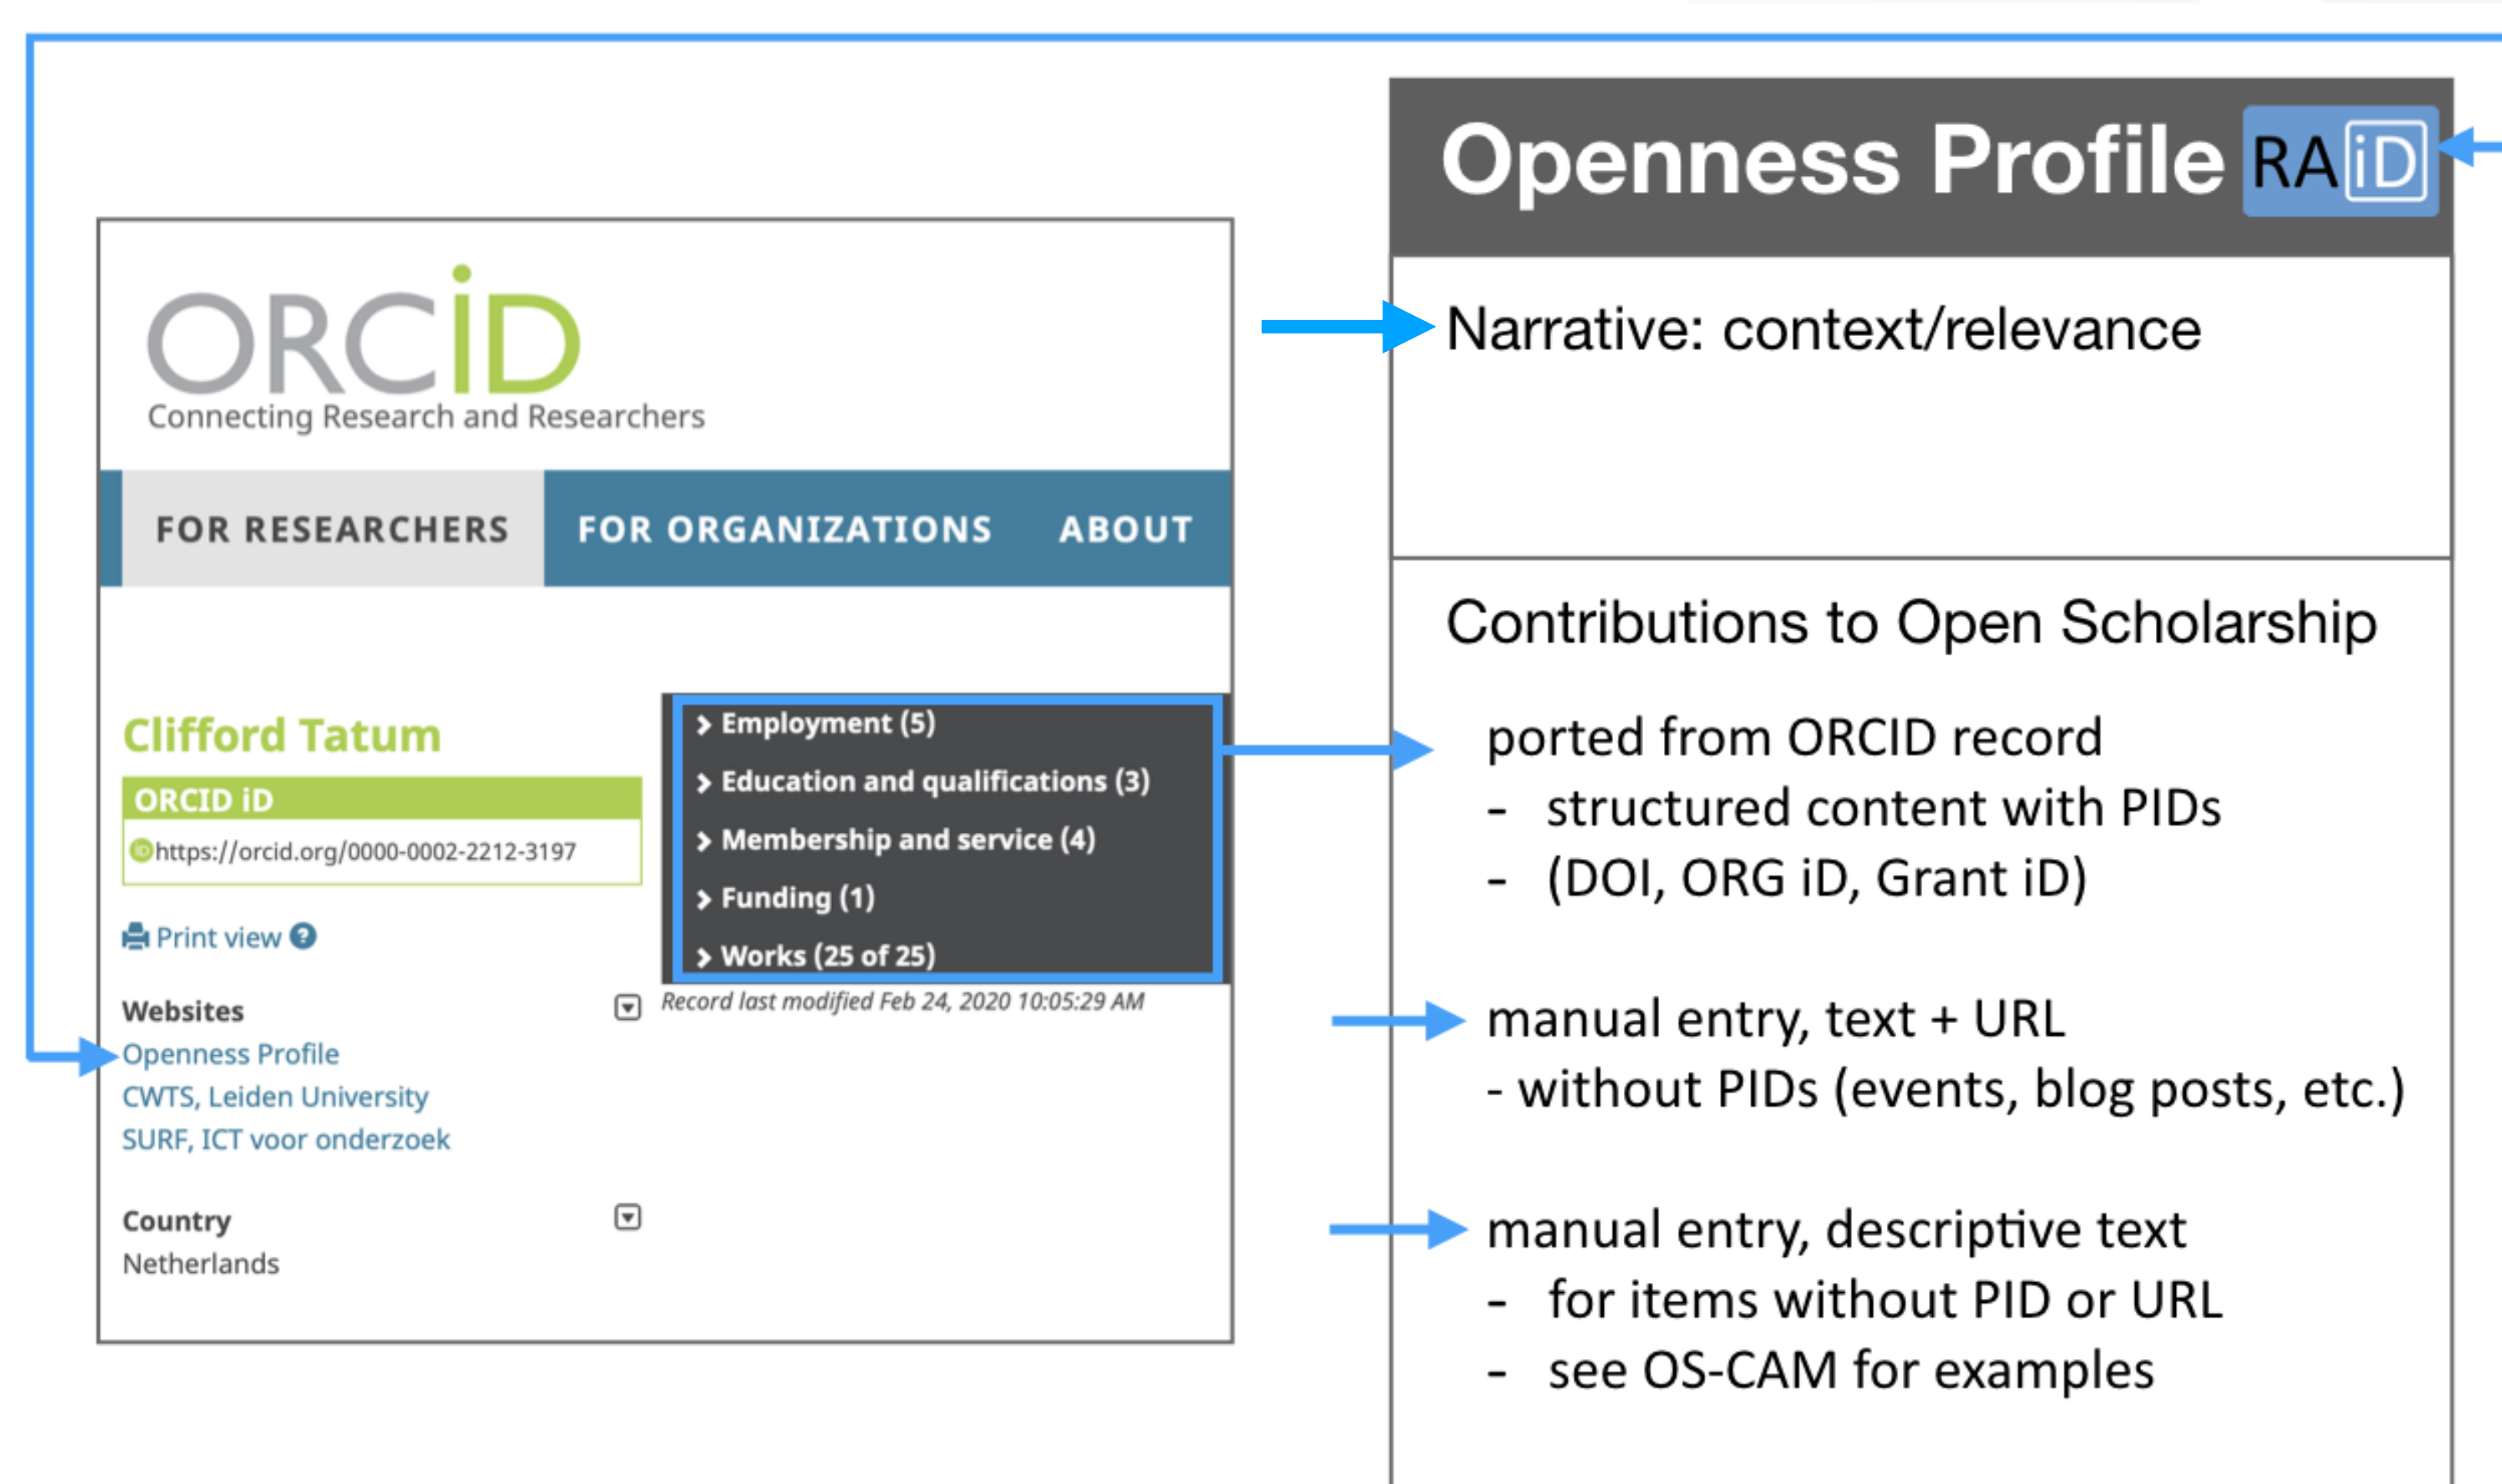 ORCiD
Connecting Research and Researchers
FOR RESEARCHERS
FOR ORGANIZATIONS
ABOUT
Clifford Tatum
ORCID iD
iD https://orcid.org/0000-0002-2212-3197
Print view ?
Websites
Openness Profile
CWTS, Leiden University
SURF, ICT voor onderzoek
Country
Netherlands
Employment (5)
Education and qualifications (3)
Membership and service (4)
Funding (1)
Works (25 of 25)
Record last modified Feb 24, 2020 10:05:29 AM
Openness Profile RAiD
Narrative: context/relevance
Contributions to Open Scholarship
ported from ORCID record
- structured content with PIDs
- (DOI, ORG iD, Grant iD)
manual entry, text + URL
- without PIDs (events, blog posts, etc.)
manual entry, descriptive text
- for items without PID or URL
- see OS-CAM for examples